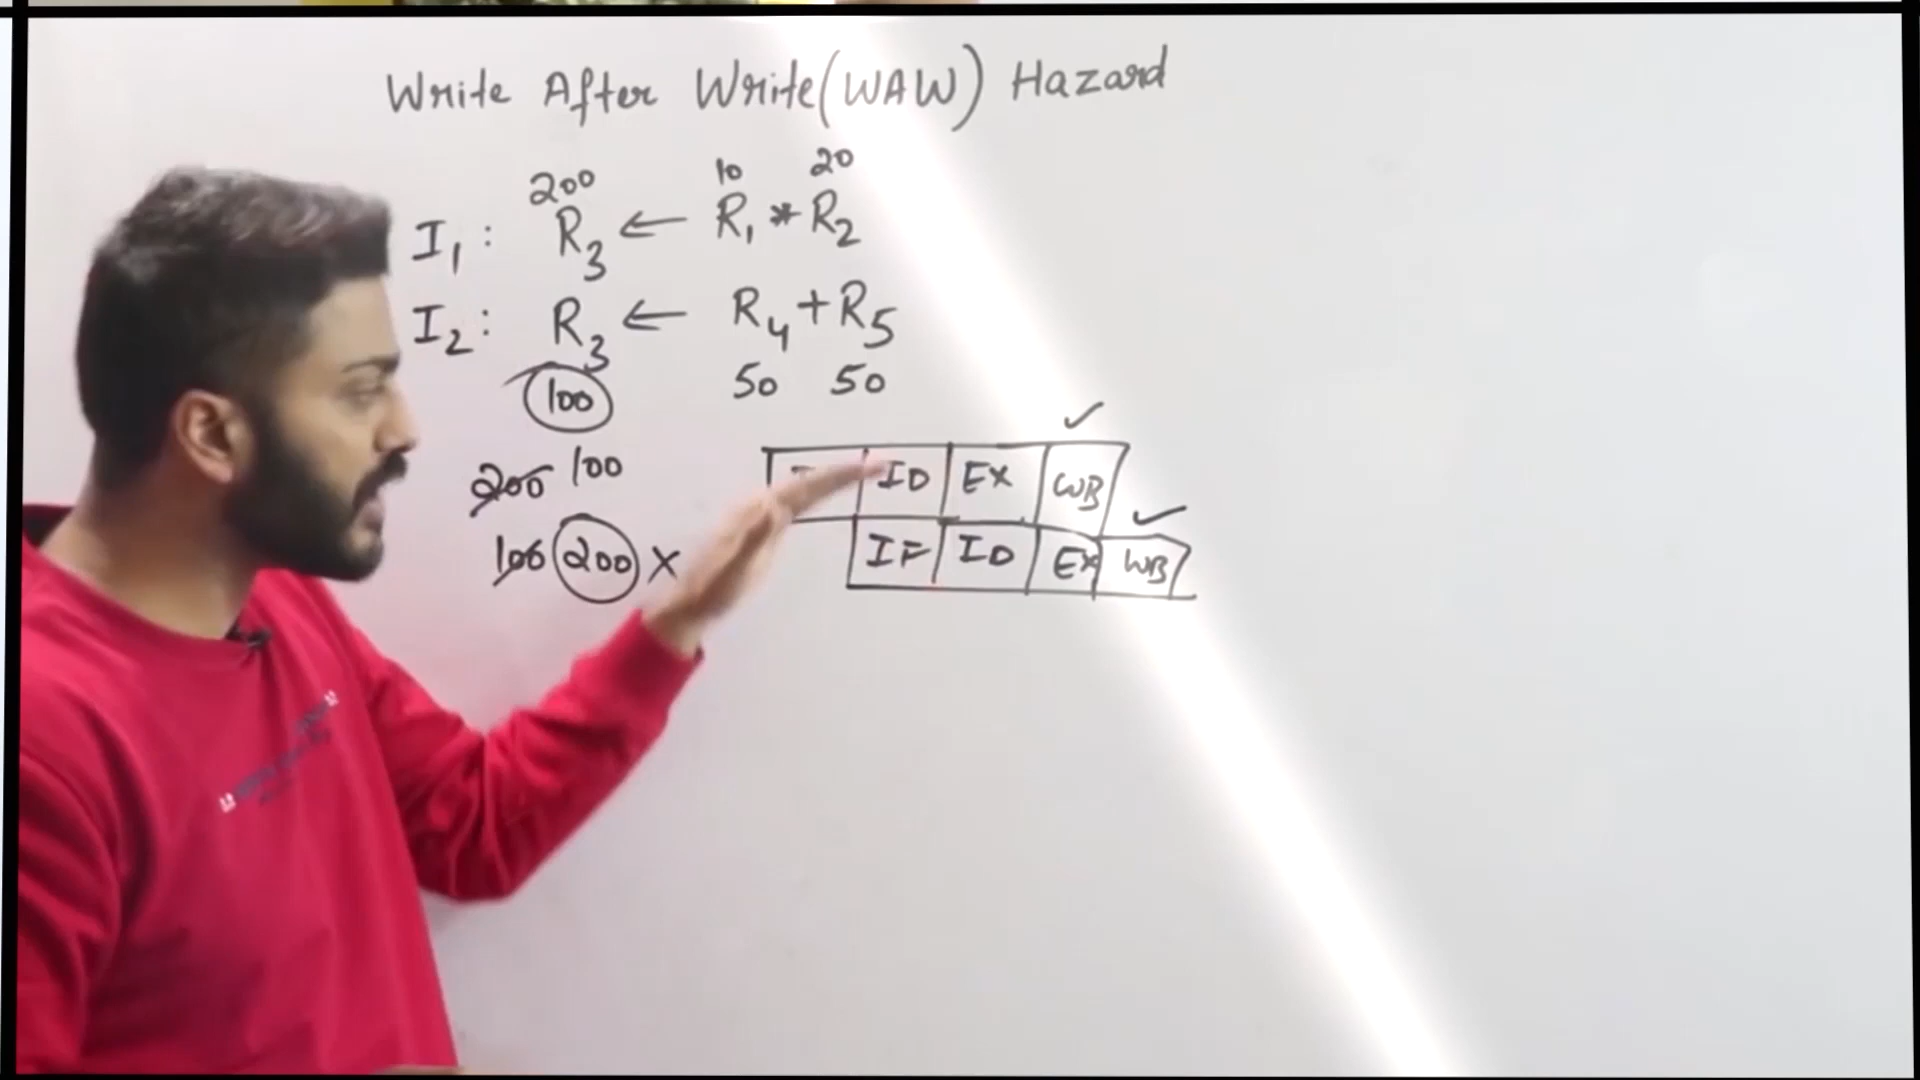 Write After Write (WAW) Hazard
200 10 20
I1 : R3 ← R1 * R2
I2 : R3 ← R4 + R5
100 50 50
200 100
100 200 X
ID EX WB
IF ID EX WB